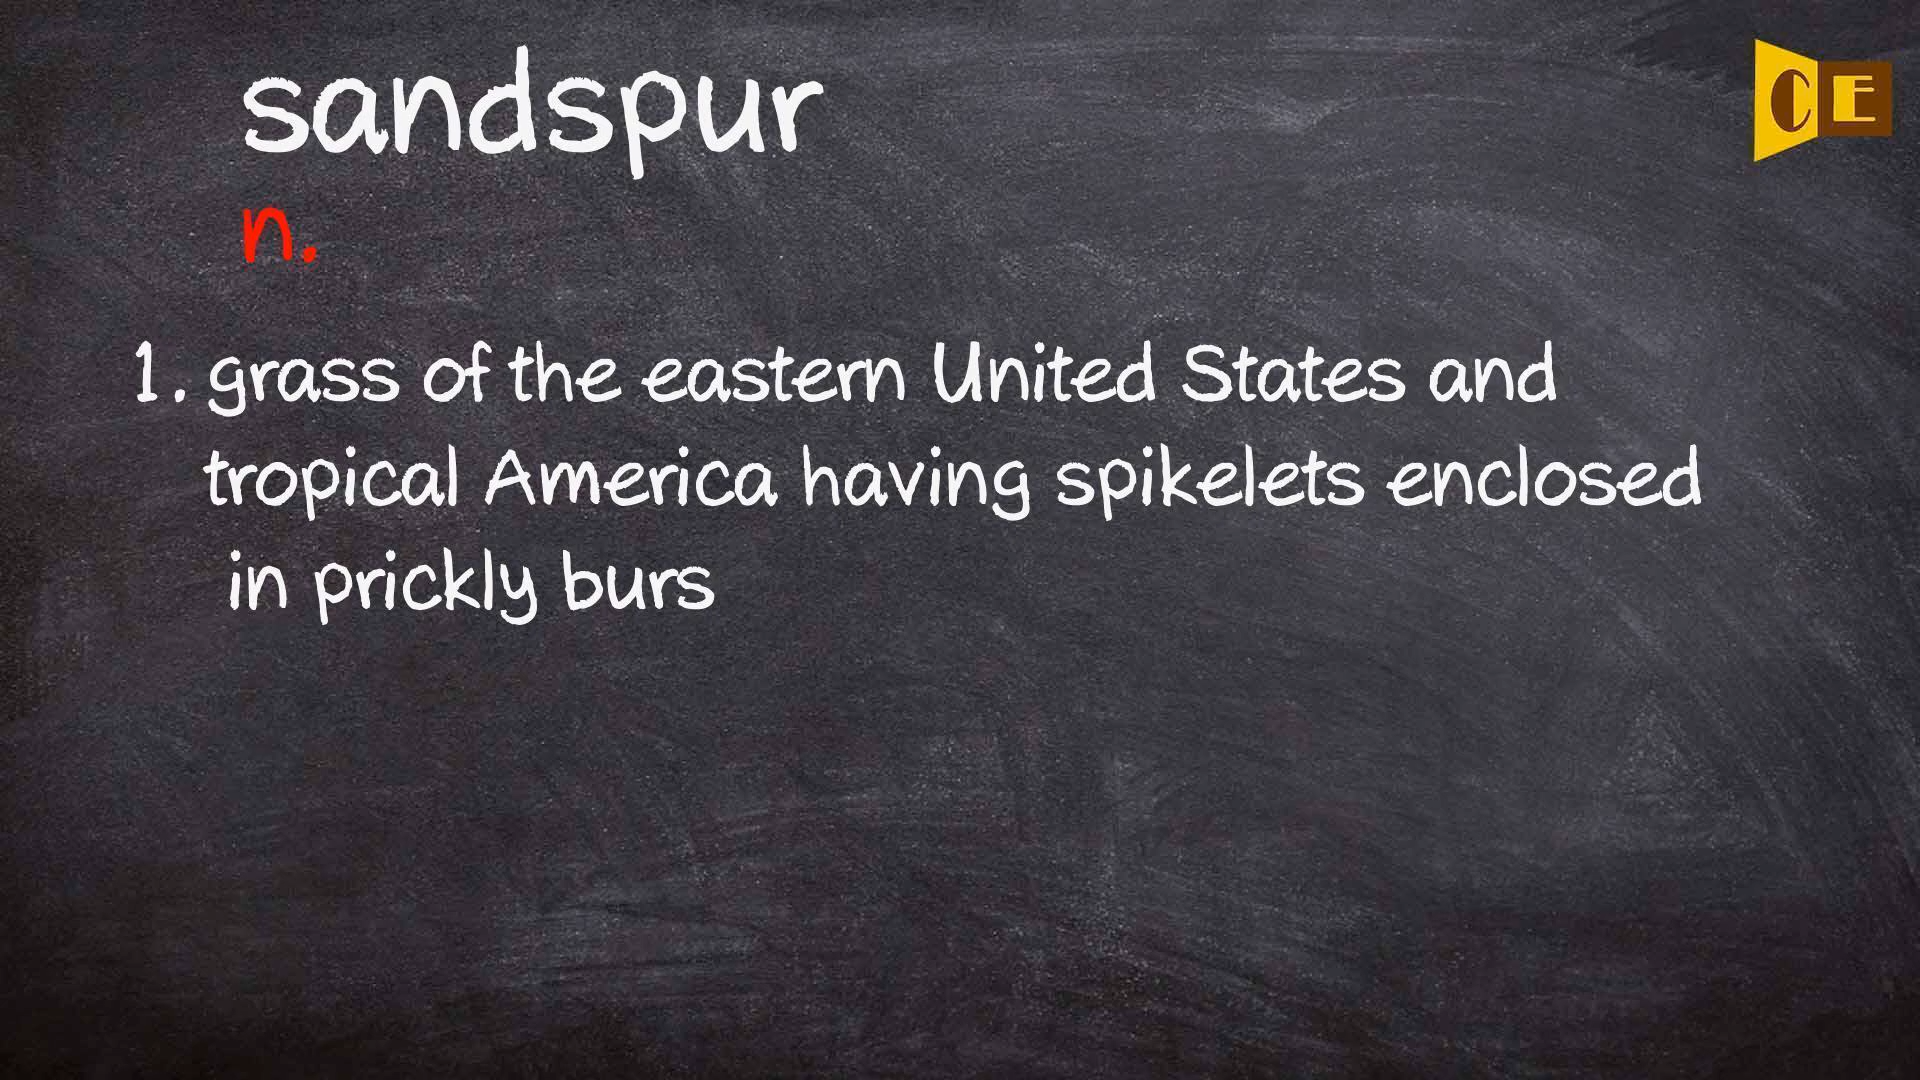 sandspur
CE
n.
1. grass of the eastern United States and
tropical America having spikelets enclosed
in prickly burs